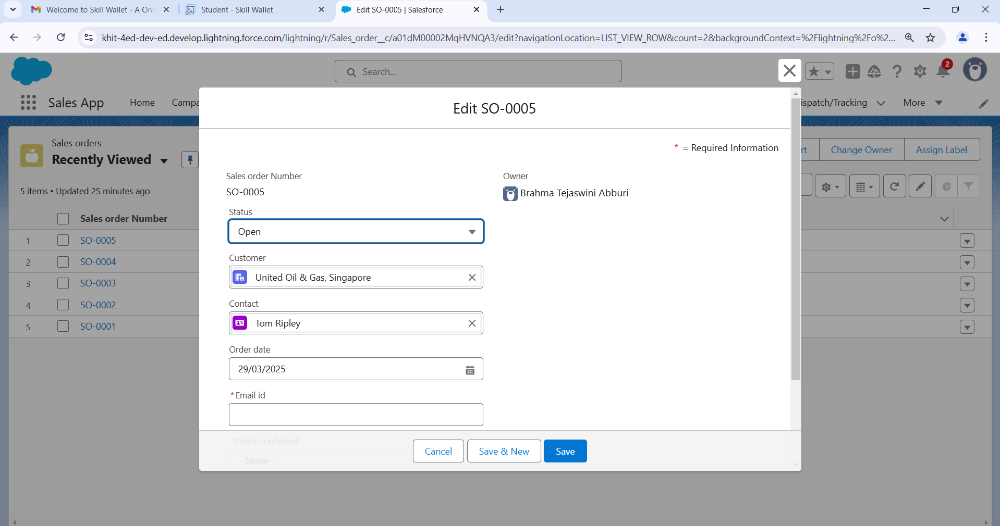 Welcome to Skill Wallet - A One
Student - Skill Wallet
Edit SO-0005 | Salesforce
khit-4ed-dev-ed.develop.lightning.force.com/lightning/r/Sales_order__c/a01dM00002MqHVNQA3/edit?navigationLocation=LIST_VIEW_ROW&count=2&backgroundContext=%2Flightning%2Fo%2...
Search...
2
Sales App
Home
Campa
ispatch/Tracking
More
Edit SO-0005
* = Required Information
Sales orders
Recently Viewed
rt
Change Owner
Assign Label
5 items • Updated 25 minutes ago
Sales order Number
1 SO-0005
2 SO-0004
3 SO-0003
4 SO-0002
5 SO-0001
Sales order Number
SO-0005
Owner
Brahma Tejaswini Abburi
Status
Open
Customer
United Oil & Gas, Singapore
Contact
Tom Ripley
Order date
29/03/2025
*Email id
*Order confirmed
--None--
Cancel
Save & New
Save